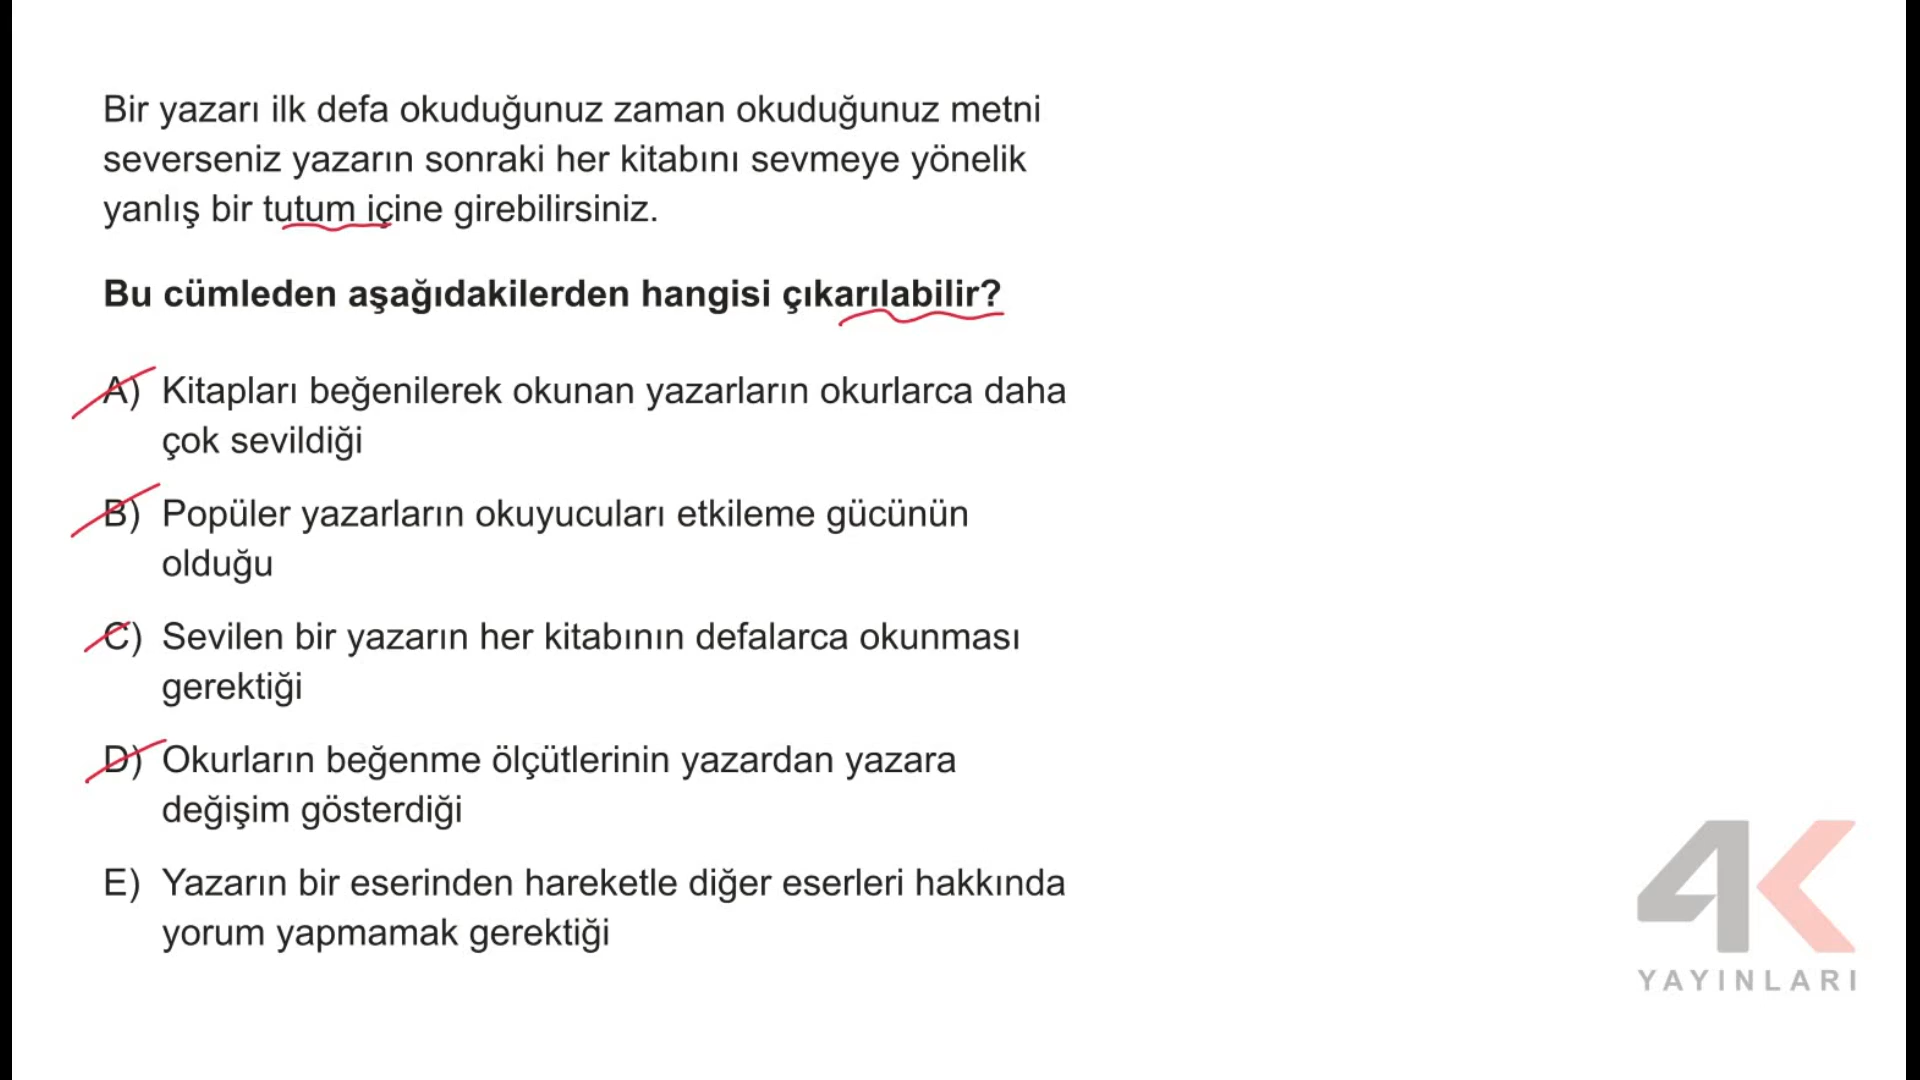 Bir yazarı ilk defa okuduğunuz zaman okuduğunuz metni
severseniz yazarın sonraki her kitabını sevmeye yönelik
yanlış bir tutum içine girebilirsiniz.
Bu cümleden aşağıdakilerden hangisi çıkarılabilir?
A) Kitapları beğenilerek okunan yazarların okurlarca daha
çok sevildiği
B) Popüler yazarların okuyucuları etkileme gücünün
olduğu
C) Sevilen bir yazarın her kitabının defalarca okunması
gerektiği
D) Okurların beğenme ölçütlerinin yazardan yazara
değişim gösterdiği
E) Yazarın bir eserinden hareketle diğer eserleri hakkında
yorum yapmamak gerektiği
4K
YAYINLARI